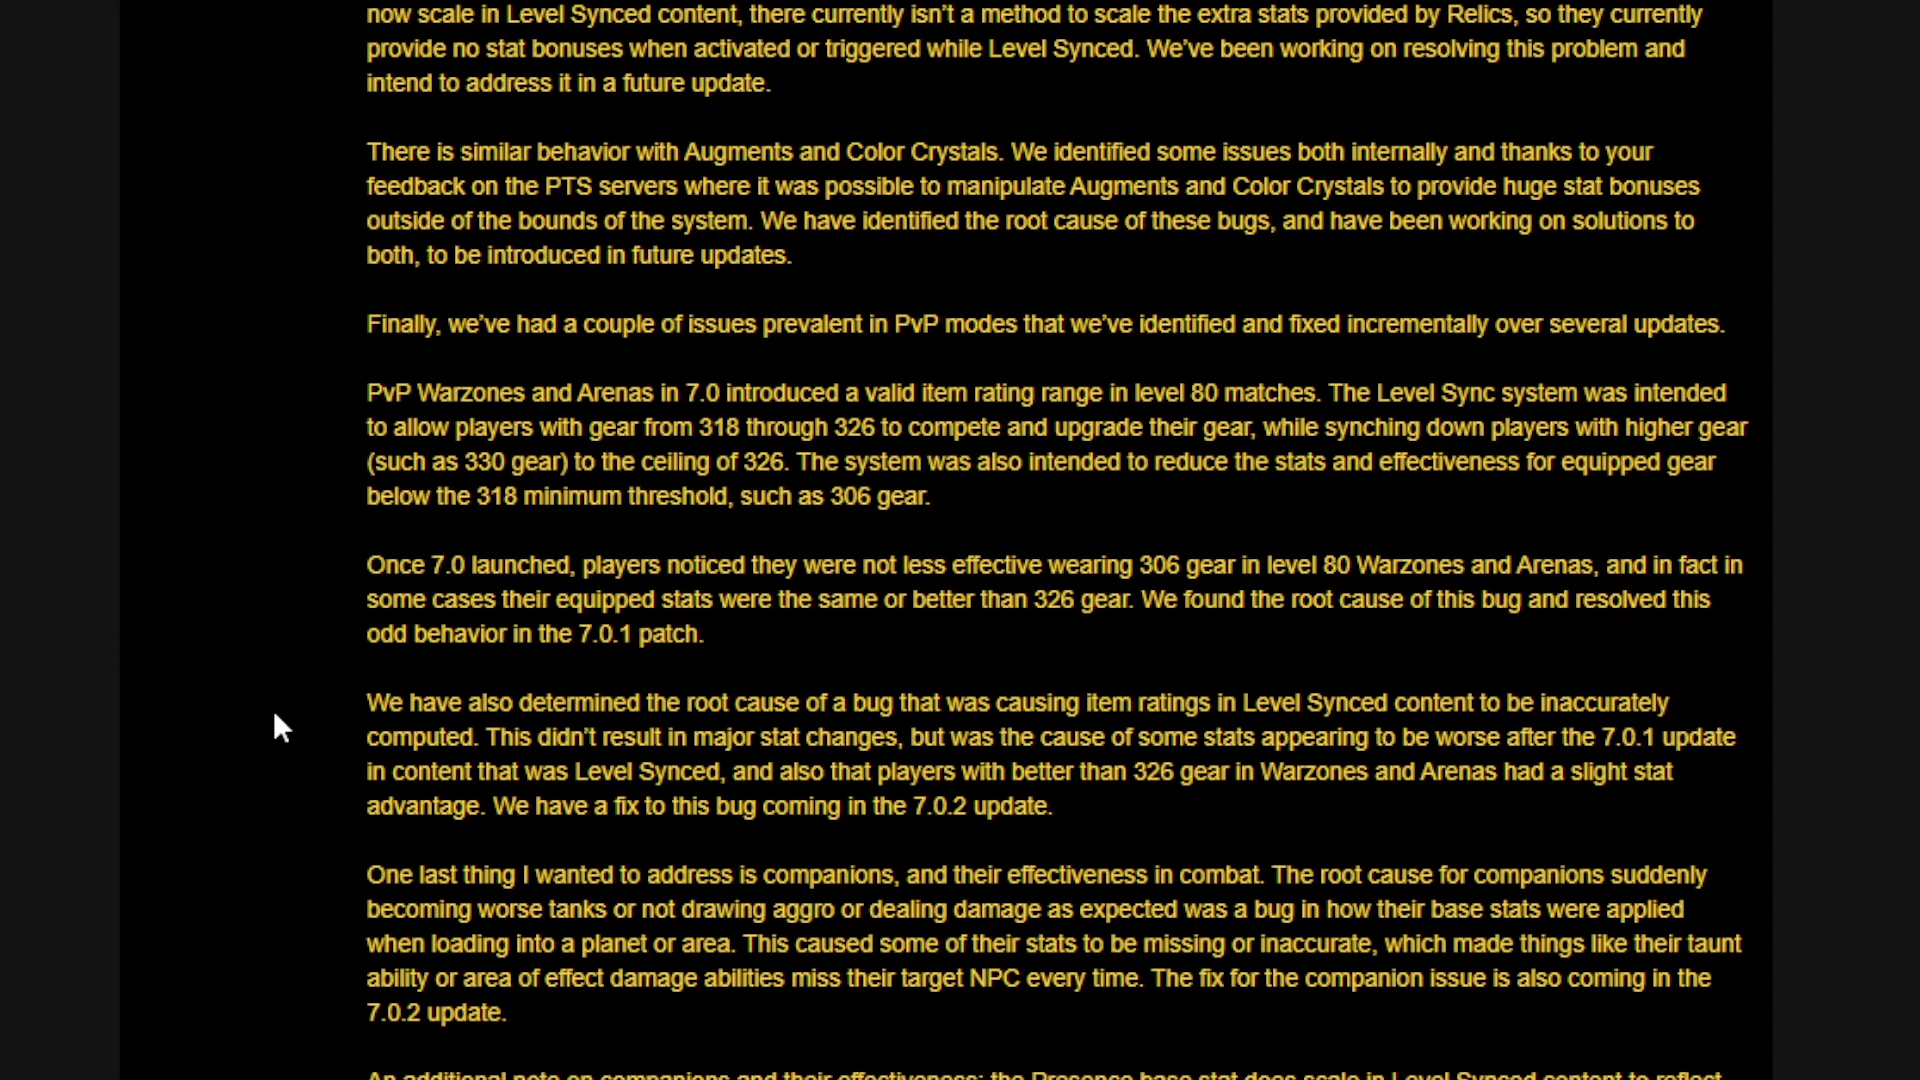 now scale in Level Synced content, there currently isn't a method to scale the extra stats provided by Relics, so they currently
provide no stat bonuses when activated or triggered while Level Synced. We've been working on resolving this problem and
intend to address it in a future update.
There is similar behavior with Augments and Color Crystals. We identified some issues both internally and thanks to your
feedback on the PTS servers where it was possible to manipulate Augments and Color Crystals to provide huge stat bonuses
outside of the bounds of the system. We have identified the root cause of these bugs, and have been working on solutions to
both, to be introduced in future updates.
Finally, we've had a couple of issues prevalent in PvP modes that we've identified and fixed incrementally over several updates.
PvP Warzones and Arenas in 7.0 introduced a valid item rating range in level 80 matches. The Level Sync system was intended
to allow players with gear from 318 through 326 to compete and upgrade their gear, while synching down players with higher gear
(such as 330 gear) to the ceiling of 326. The system was also intended to reduce the stats and effectiveness for equipped gear
below the 318 minimum threshold, such as 306 gear.
Once 7.0 launched, players noticed they were not less effective wearing 306 gear in level 80 Warzones and Arenas, and in fact in
some cases their equipped stats were the same or better than 326 gear. We found the root cause of this bug and resolved this
odd behavior in the 7.0.1 patch.
We have also determined the root cause of a bug that was causing item ratings in Level Synced content to be inaccurately
computed. This didn't result in major stat changes, but was the cause of some stats appearing to be worse after the 7.0.1 update
in content that was Level Synced, and also that players with better than 326 gear in Warzones and Arenas had a slight stat
advantage. We have a fix to this bug coming in the 7.0.2 update.
One last thing I wanted to address is companions, and their effectiveness in combat. The root cause for companions suddenly
becoming worse tanks or not drawing aggro or dealing damage as expected was a bug in how their base stats were applied
when loading into a planet or area. This caused some of their stats to be missing or inaccurate, which made things like their taunt
ability or area of effect damage abilities miss their target NPC every time. The fix for the companion issue is also coming in the
7.0.2 update.
An additional note on companions and their effectiveness: the Presence base stat does scale in Level Synced content to reflect